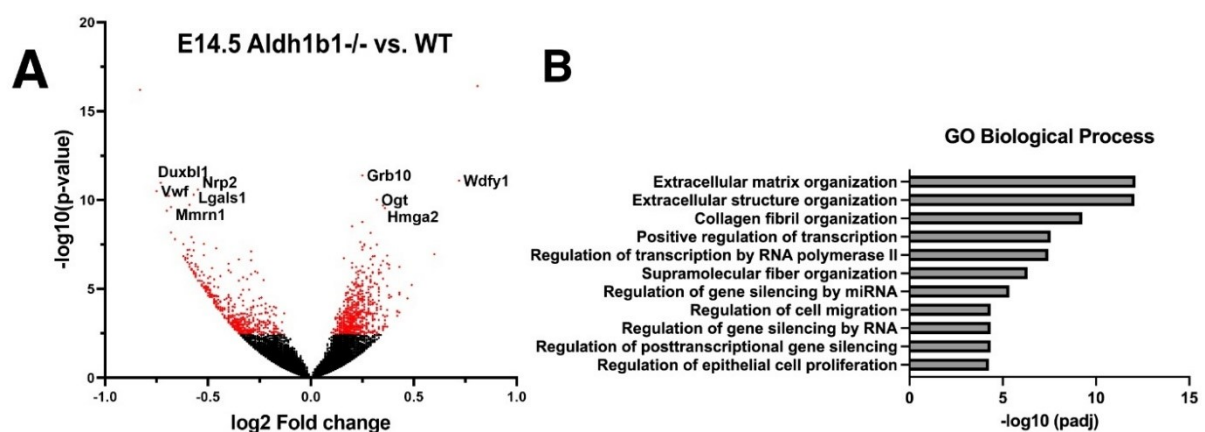 A
E14.5 Aldh1b1-/- vs. WT
20
15
10
5
0
-log10(p-value)
Duxbl1
Nrp2
Vwf
Lgals1
Mmrn1
Grb10
Wdfy1
Ogt
Hmga2
-1.0 -0.5 0.0 0.5 1.0
log2 Fold change
B
GO Biological Process
Extracellular matrix organization
Extracellular structure organization
Collagen fibril organization
Positive regulation of transcription
Regulation of transcription by RNA polymerase II
Supramolecular fiber organization
Regulation of gene silencing by miRNA
Regulation of cell migration
Regulation of gene silencing by RNA
Regulation of posttranscriptional gene silencing
Regulation of epithelial cell proliferation
0 5 10 15
-log10 (padj)